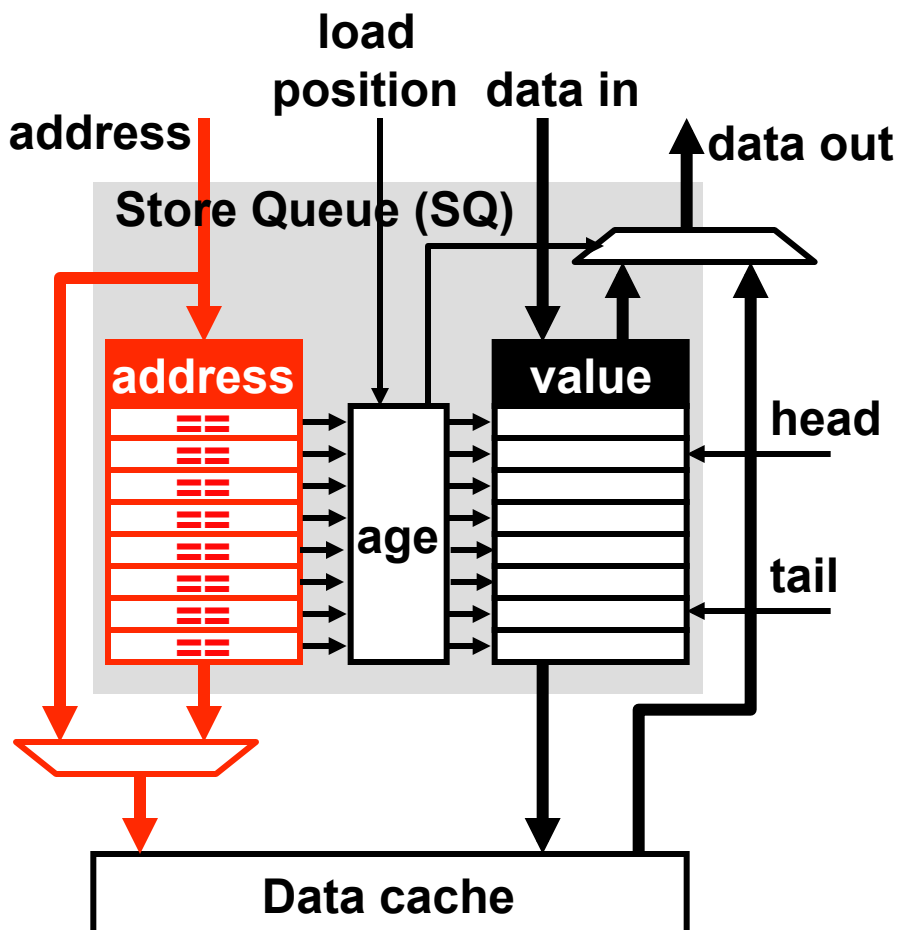 load
position
data in
address
data out
Store Queue (SQ)
address
value
==
==
==
==
==
==
==
==
age
head
tail
Data cache